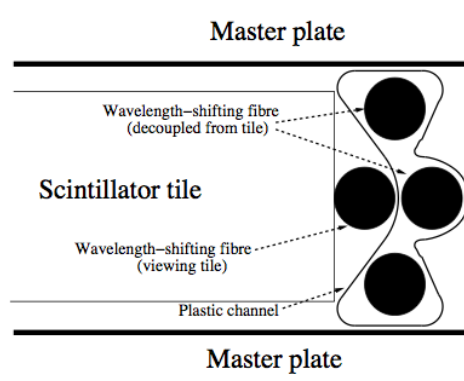 Master plate
Wavelength–shifting fibre
(decoupled from tile)
Scintillator tile
Wavelength–shifting fibre
(viewing tile)
Plastic channel
Master plate